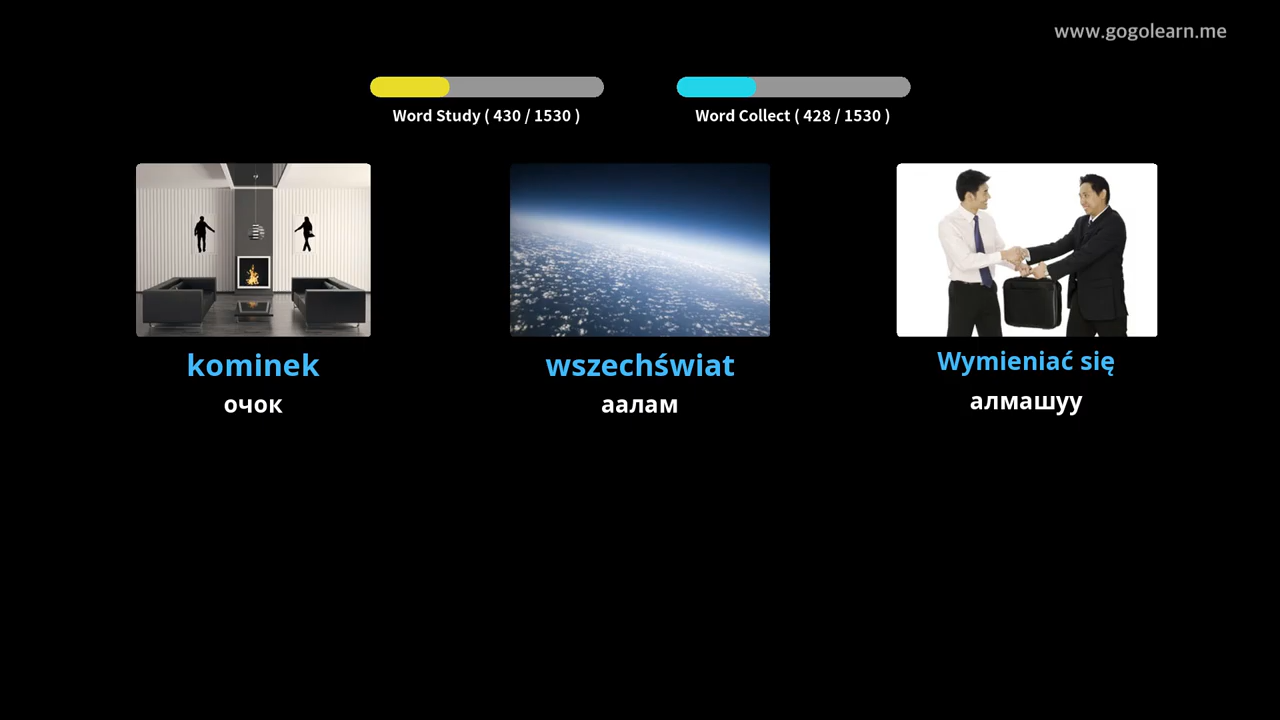 www.gogolearn.me
Word Study ( 430 / 1530 )
Word Collect ( 428 / 1530 )
kominek
очок
wszechświat
аалам
Wymieniać się
алмашуу